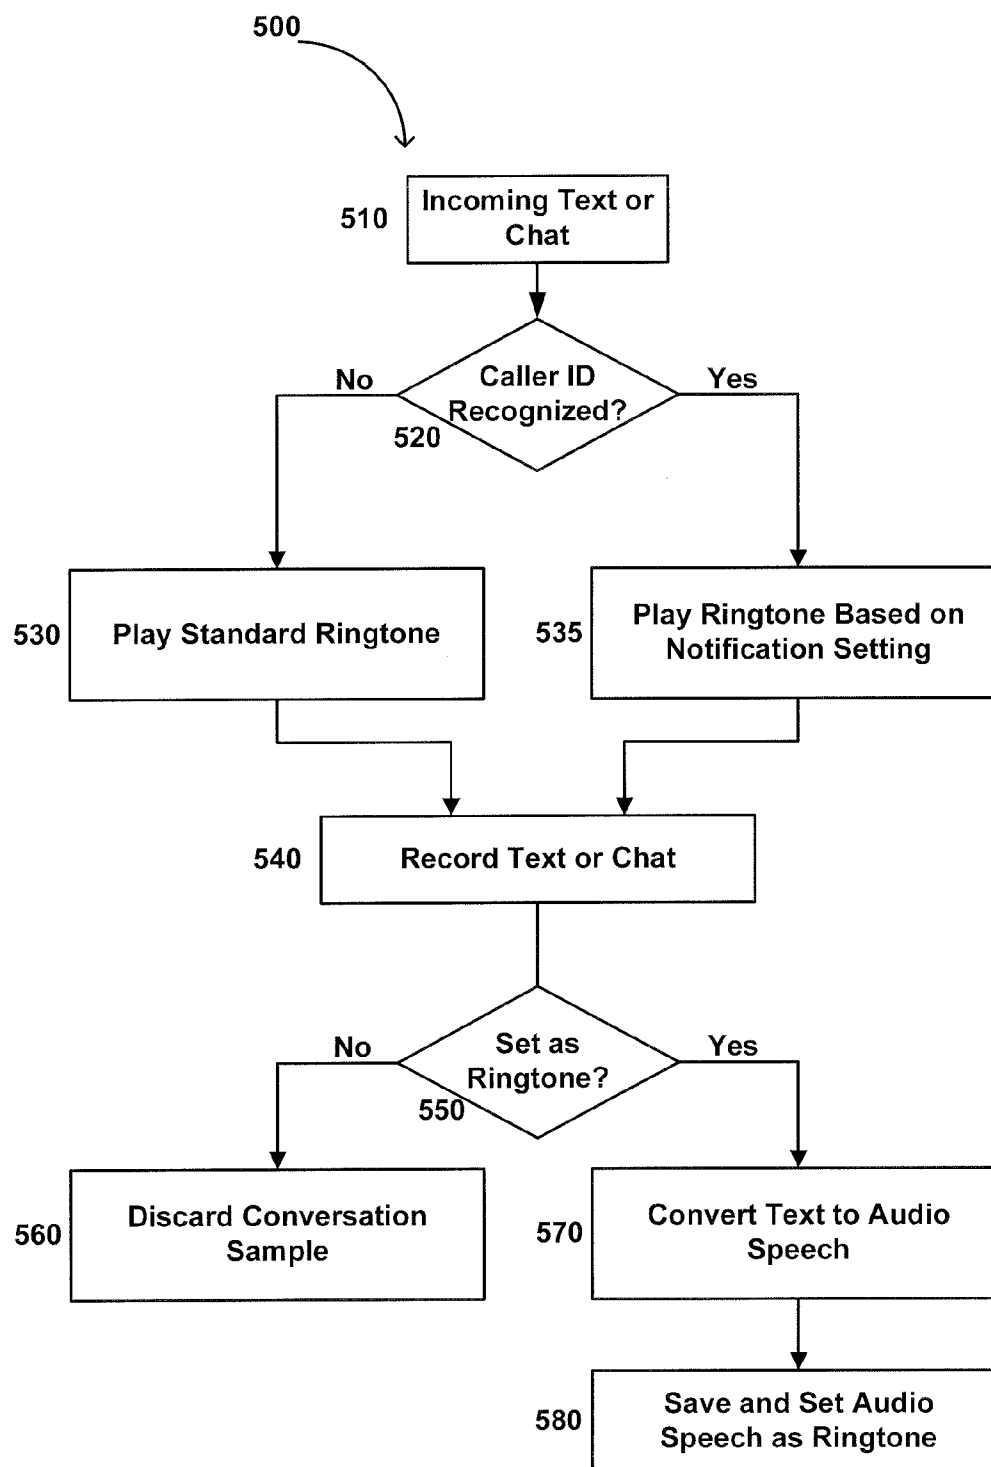 500
510
Incoming Text or
Chat
No
Caller ID
Recognized?
Yes
520
530
Play Standard Ringtone
535
Play Ringtone Based on
Notification Setting
540
Record Text or Chat
No
Set as
Ringtone?
Yes
550
560
Discard Conversation
Sample
570
Convert Text to Audio
Speech
580
Save and Set Audio
Speech as Ringtone